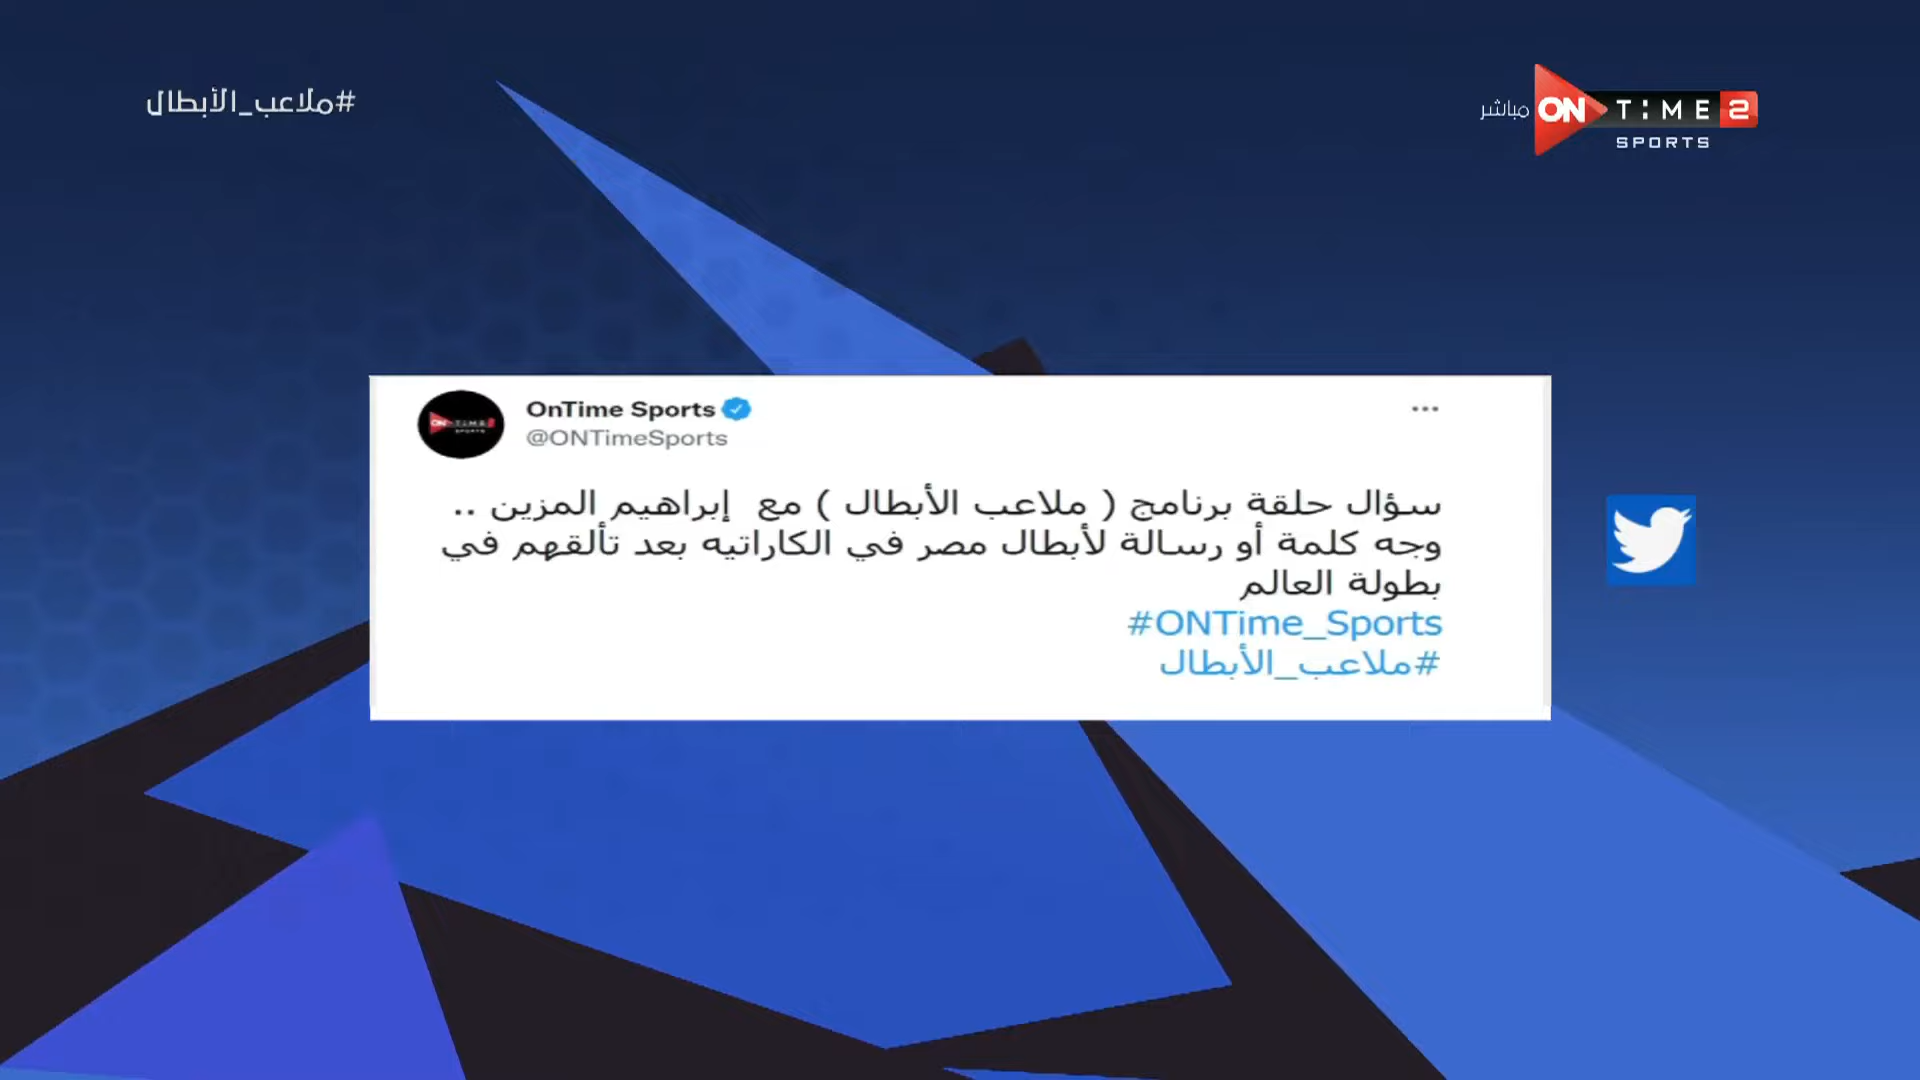 #ملاعب_الأبطال
مباشر ON TIME 2
SPORTS
OnTime Sports
@ONTimeSports
سؤال حلقة برنامج ( ملاعب الأبطال ) مع إبراهيم المزين ..
وجه كلمة أو رسالة لأبطال مصر في الكاراتيه بعد تألقهم في
بطولة العالم
#ONTime_Sports
#ملاعب_الأبطال